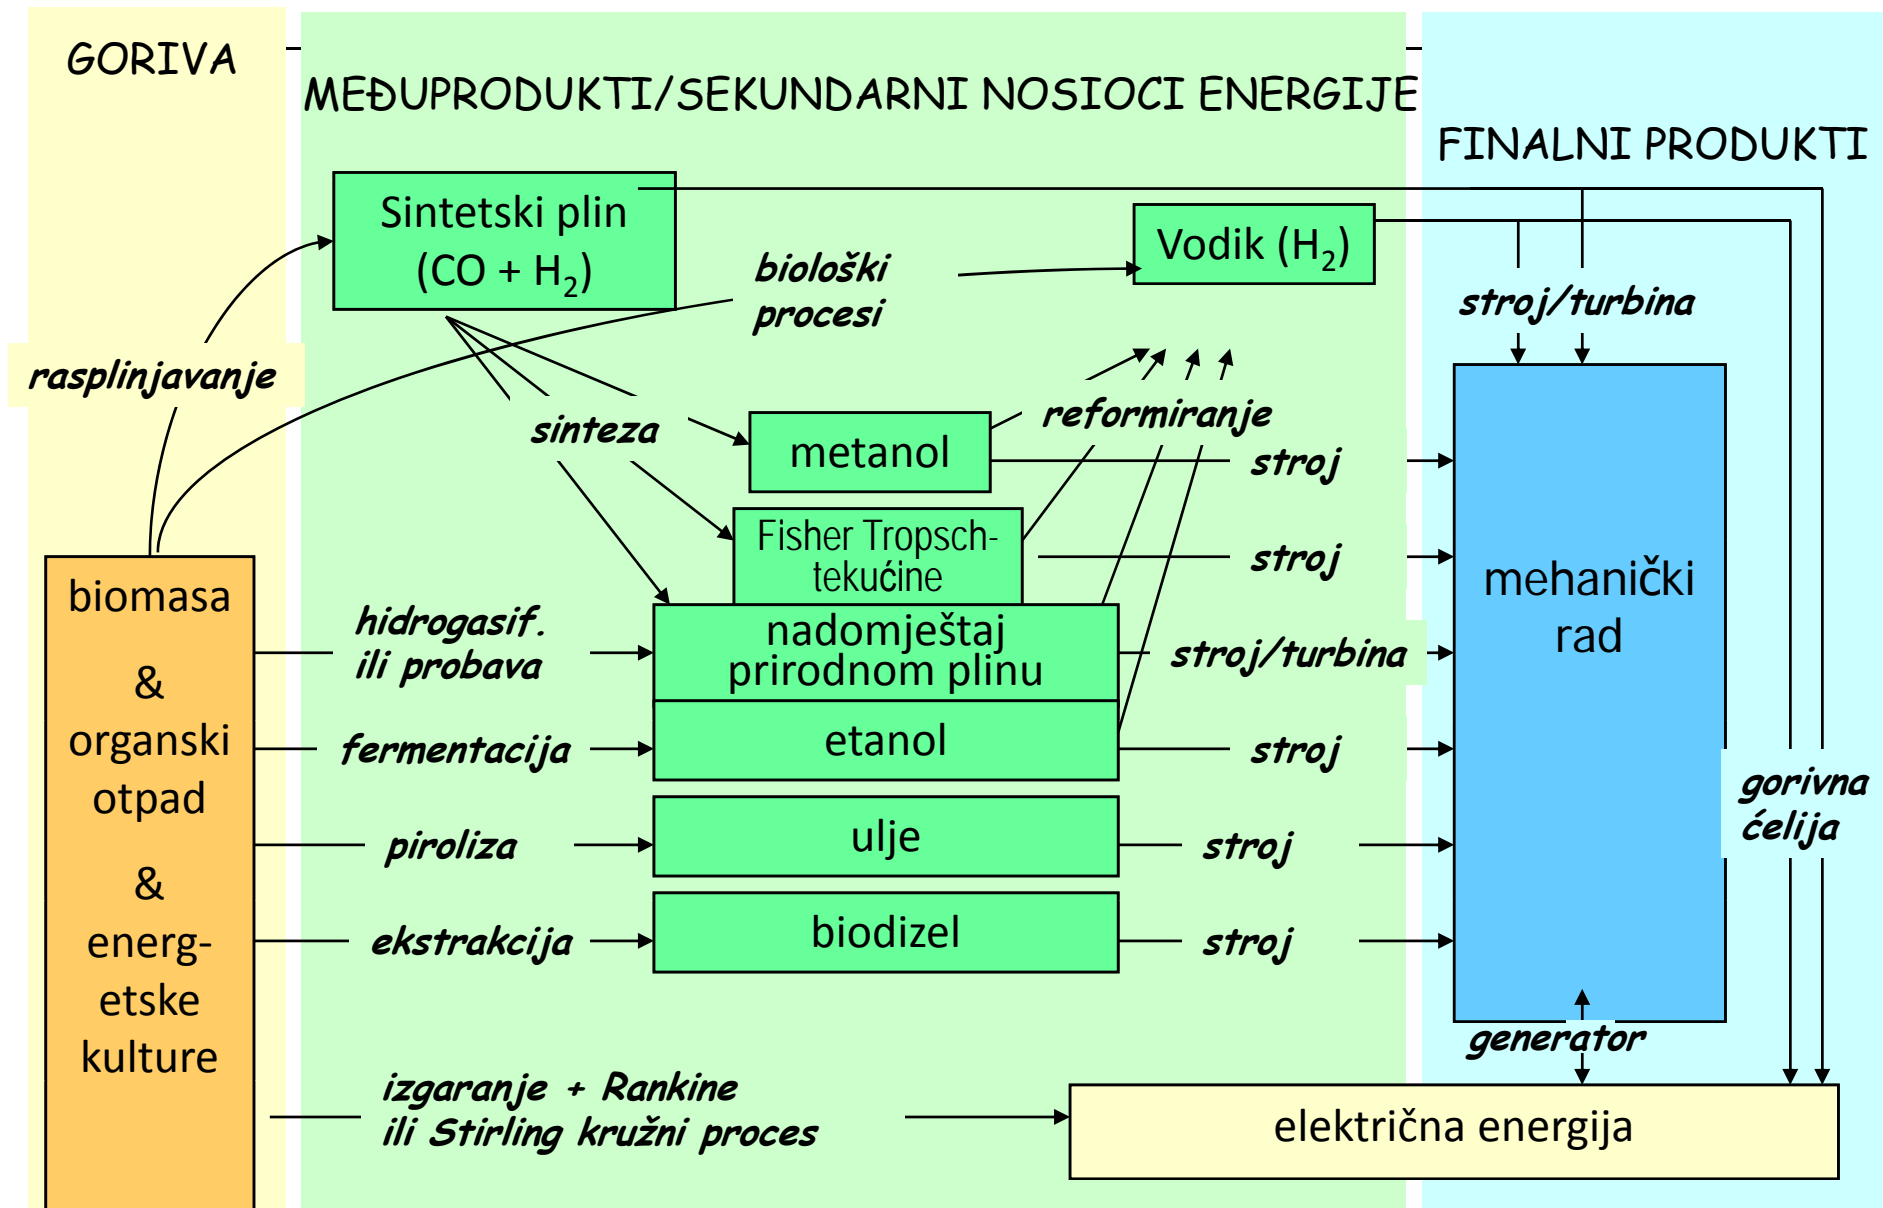 GORIVA
MEĐUPRODUKTI/SEKUNDARNI NOSIOCI ENERGIJE
FINALNI PRODUKTI
Sintetski plin
(CO + H₂)
biološki
procesi
Vodik (H₂)
stroj/turbina
rasplinjavanje
sinteza
metanol
reformiranje
stroj
Fisher Tropsch-
tekućine
stroj
biomasa
&
organski
otpad
&
energ-
etske
kulture
hidrogasif.
ili probava
nadomještaj
prirodnom plinu
stroj/turbina
mehanički
rad
fermentacija
etanol
stroj
gorivna
ćelija
piroliza
ulje
stroj
ekstrakcija
biodizel
stroj
generator
izgaranje + Rankine
ili Stirling kružni proces
električna energija